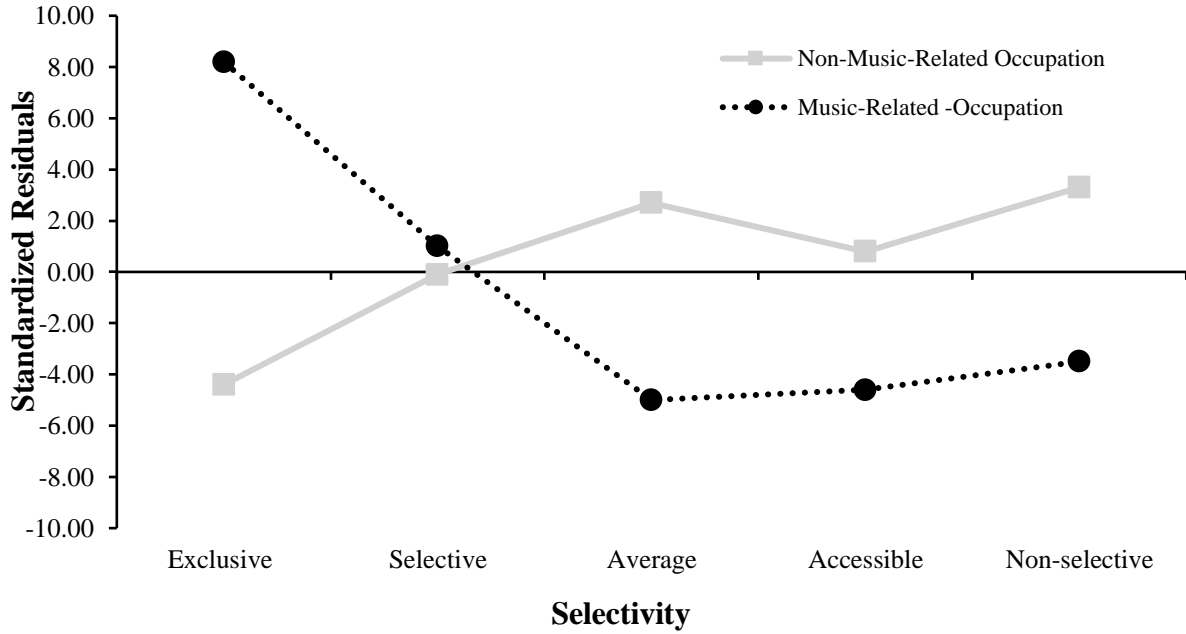 10.00
8.00
6.00
4.00
2.00
0.00
-2.00
-4.00
-6.00
-8.00
-10.00
Standardized Residuals
Non-Music-Related Occupation
Music-Related -Occupation
Exclusive Selective Average Accessible Non-selective
Selectivity